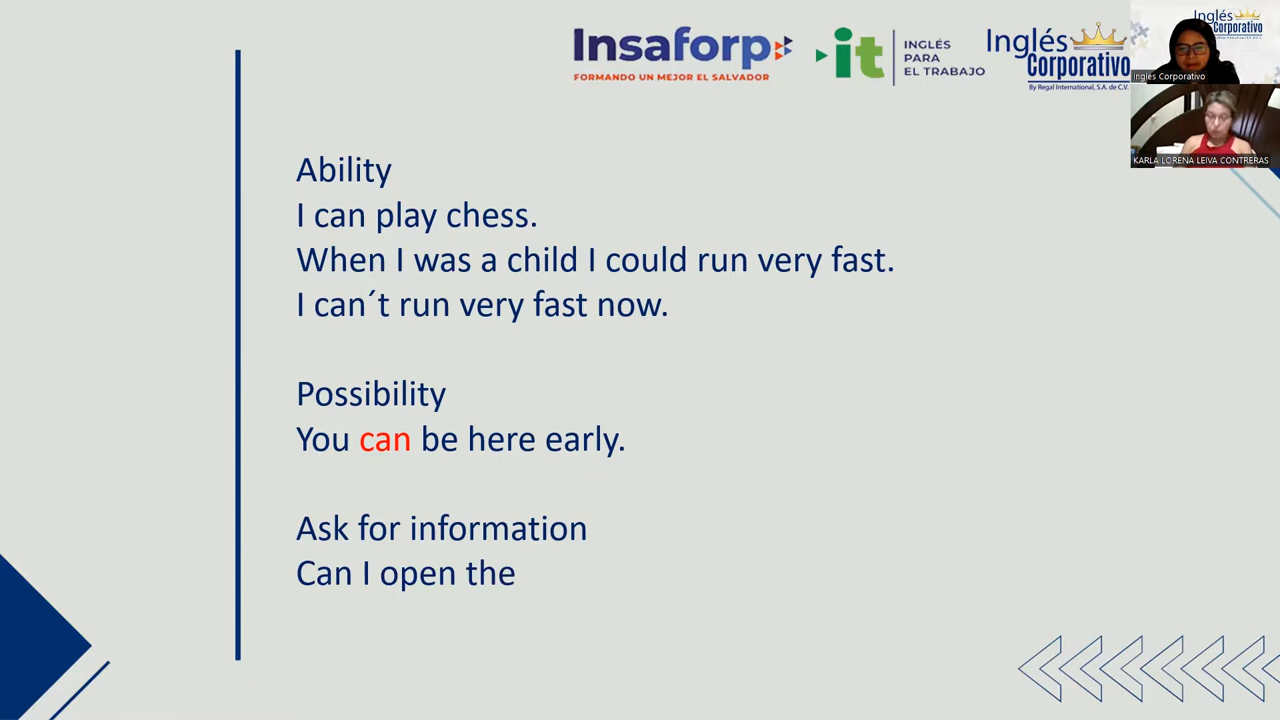 Insaforp
FORMANDO UN MEJOR EL SALVADOR
it
INGLÉS
PARA
EL TRABAJO
Inglés
Corporativo
By Regal International, S.A. de C.V.
Inglés
Corporativo
Inglés Corporativo
KARLA LORENA LEIVA CONTRERAS
Ability
I can play chess.
When I was a child I could run very fast.
I can´t run very fast now.
Possibility
You can be here early.
Ask for information
Can I open the